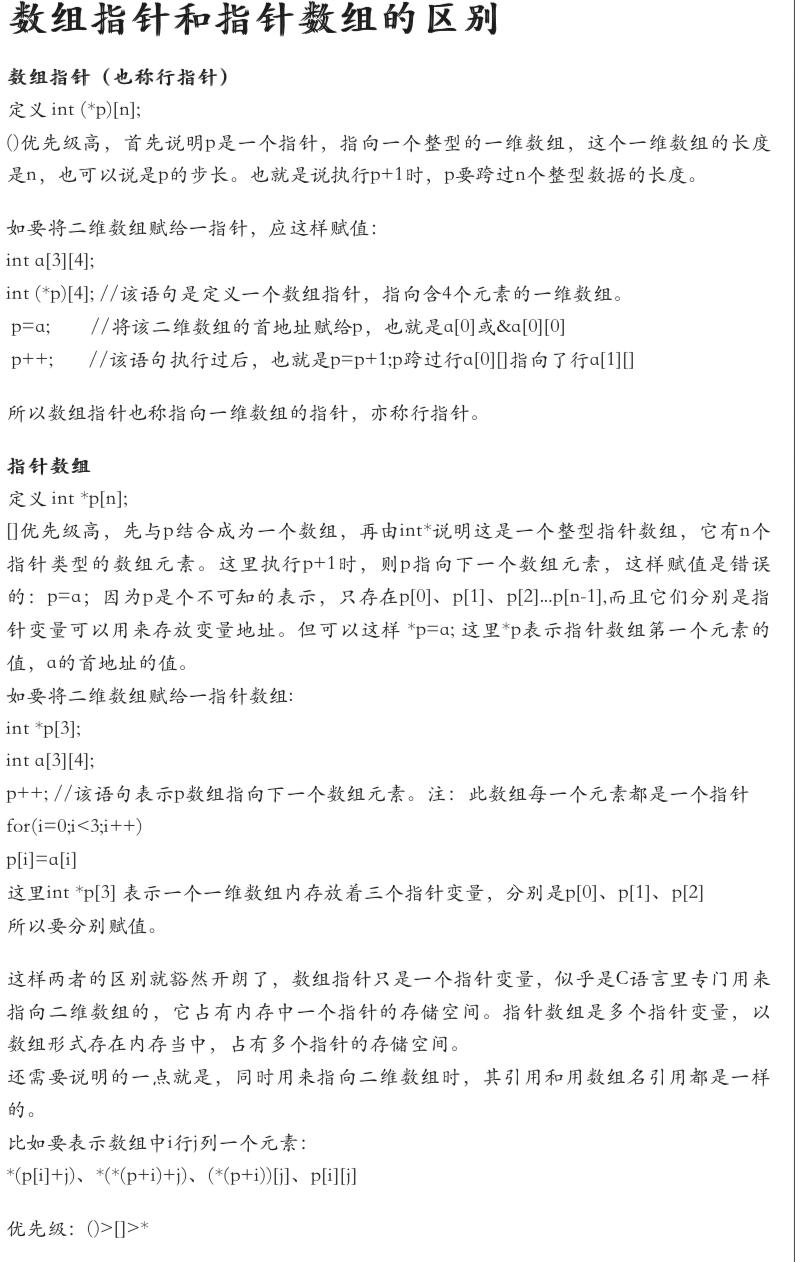 数组指针和指针数组的区别
数组指针（也称行指针）
定义 int (*p)[n];
()优先级高，首先说明p是一个指针，指向一个整型的一维数组，这个一维数组的长度
是n，也可以说是p的步长。也就是说执行p+1时，p要跨过n个整型数据的长度。
如要将二维数组赋给一指针，应这样赋值：
int a[3][4];
int (*p)[4]; //该语句是定义一个数组指针，指向含4个元素的一维数组。
p=a; //将该二维数组的首地址赋给p，也就是a[0]或&a[0][0]
p++; //该语句执行过后，也就是p=p+1;p跨过行a[0][]指向了行a[1][]
所以数组指针也称指向一维数组的指针，亦称行指针。
指针数组
定义 int *p[n];
[]优先级高，先与p结合成为一个数组，再由int*说明这是一个整型指针数组，它有n个
指针类型的数组元素。这里执行p+1时，则p指向下一个数组元素，这样赋值是错误
的：p=a；因为p是个不可知的表示，只存在p[0]、p[1]、p[2]...p[n-1],而且它们分别是指
针变量可以用来存放变量地址。但可以这样 *p=a; 这里*p表示指针数组第一个元素的
值，a的首地址的值。
如要将二维数组赋给一指针数组:
int *p[3];
int a[3][4];
p++; //该语句表示p数组指向下一个数组元素。注：此数组每一个元素都是一个指针
for(i=0;i<3;i++)
p[i]=a[i]
这里int *p[3] 表示一个一维数组内存放着三个指针变量，分别是p[0]、p[1]、p[2]
所以要分别赋值。
这样两者的区别就豁然开朗了，数组指针只是一个指针变量，似乎是C语言里专门用来
指向二维数组的，它占有内存中一个指针的存储空间。指针数组是多个指针变量，以
数组形式存在内存当中，占有多个指针的存储空间。
还需要说明的一点就是，同时用来指向二维数组时，其引用和用数组名引用都是一样
的。
比如要表示数组中i行j列一个元素：
*(p[i]+j)、*(*(p+i)+j)、(*(p+i))[j]、p[i][j]
优先级：()>[]>*